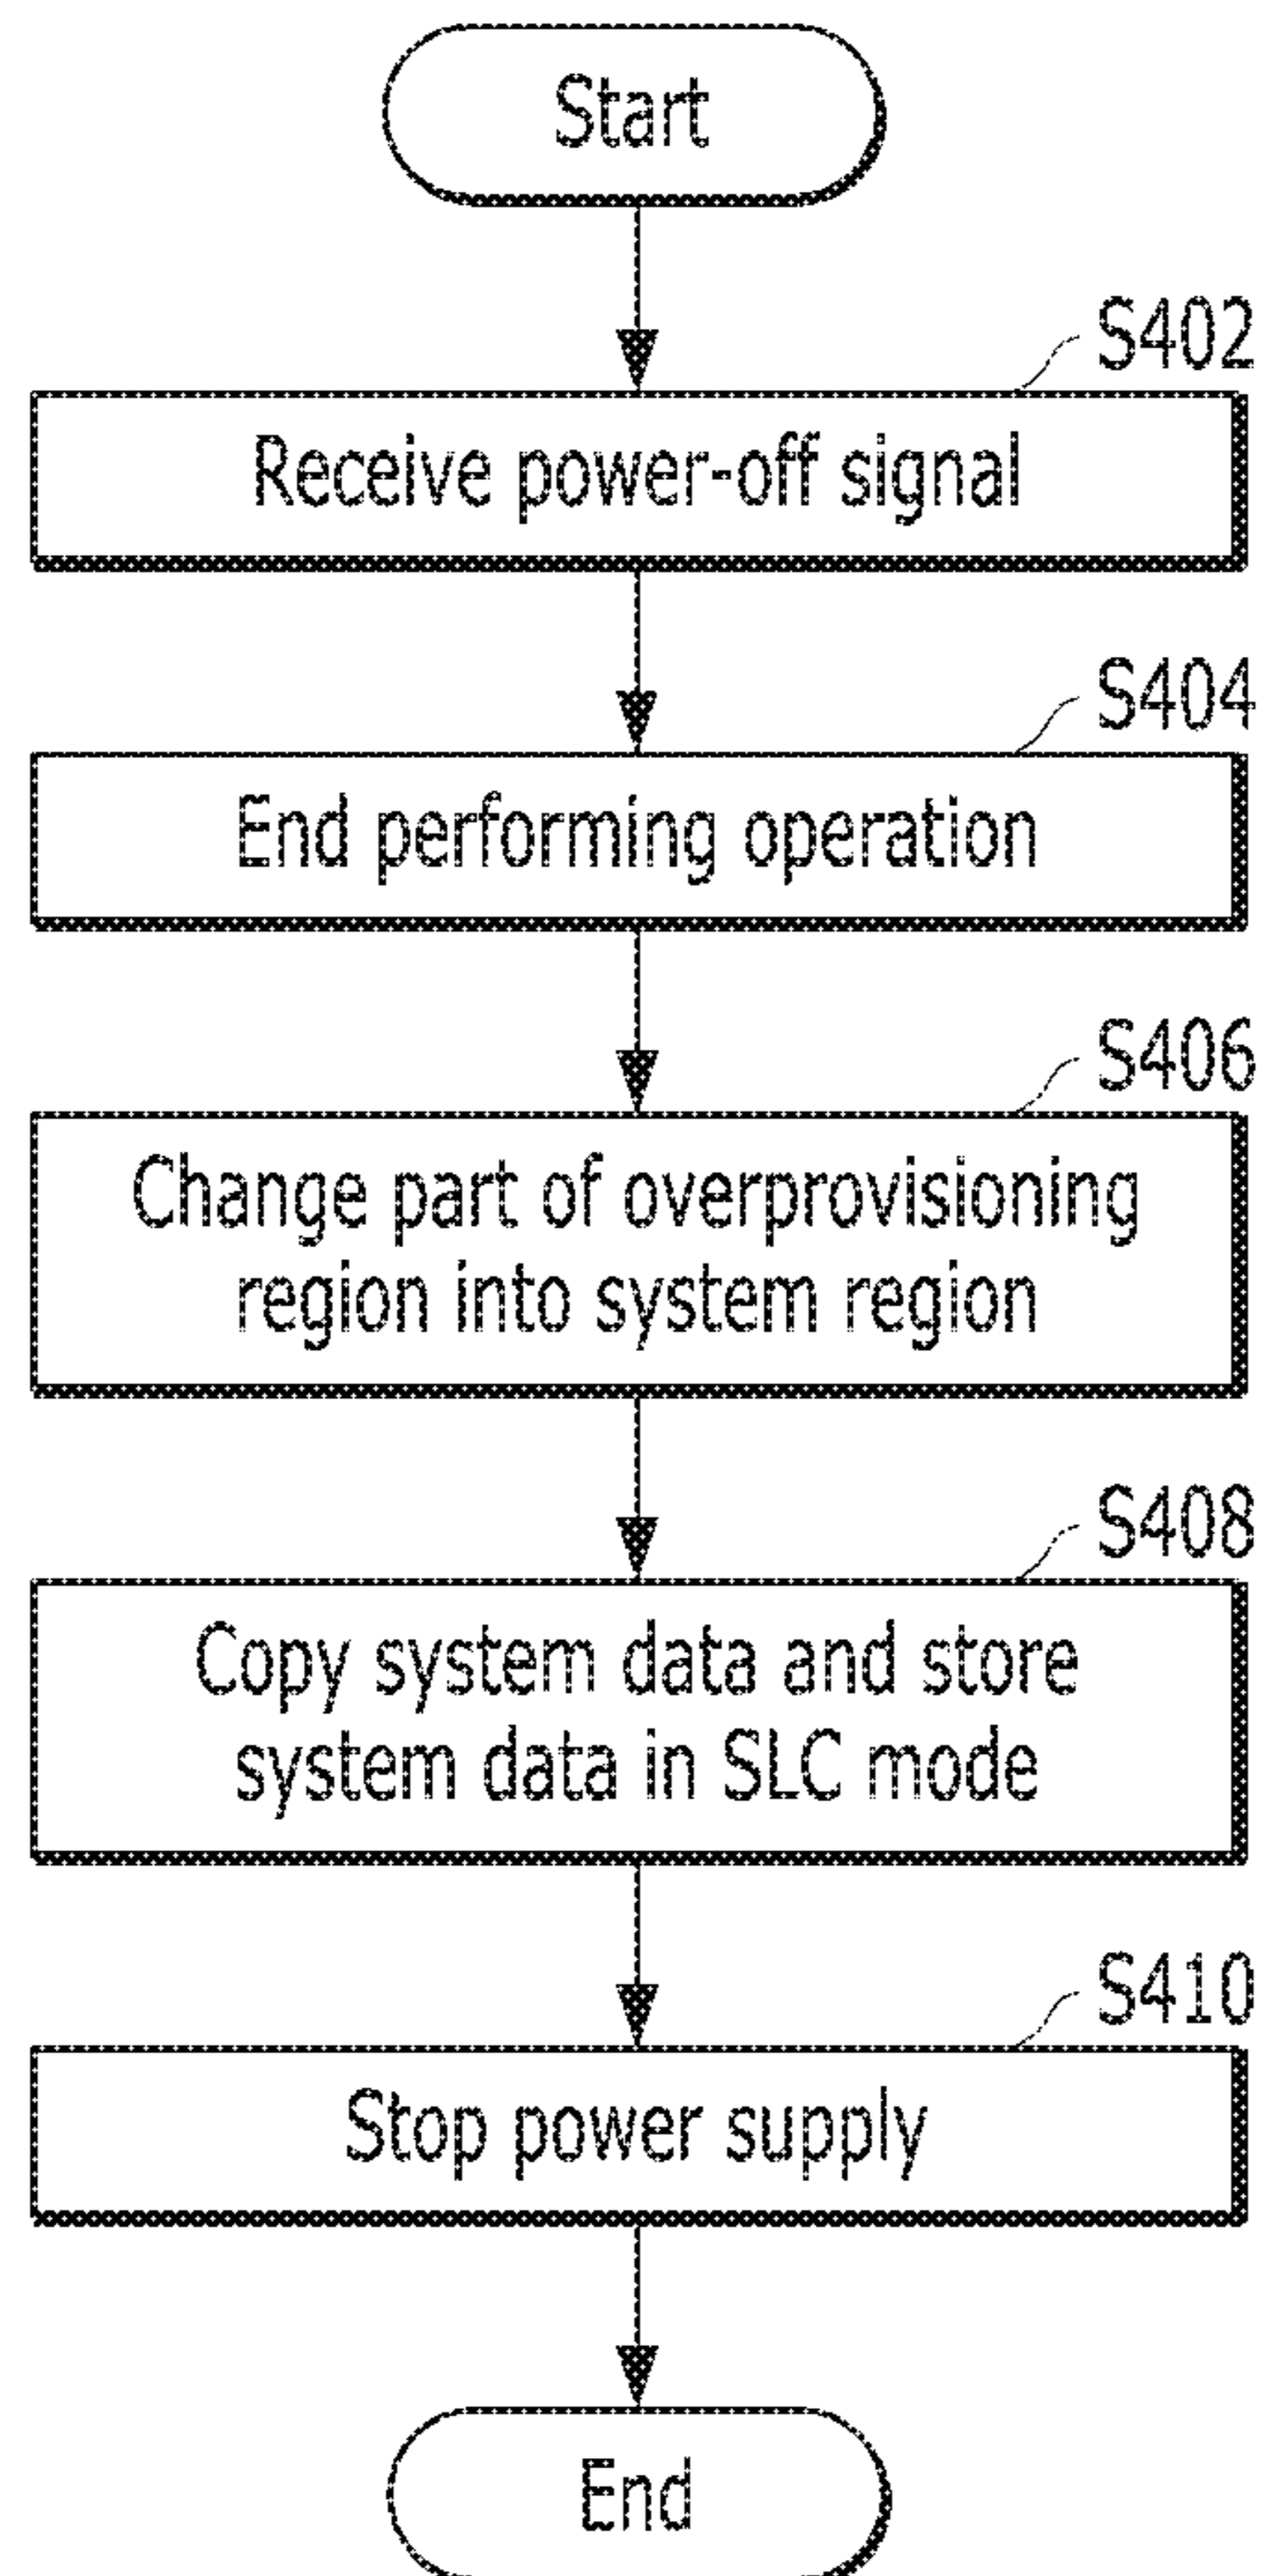 Start
S402
Receive power-off signal
S404
End performing operation
S406
Change part of overprovisioning
region into system region
S408
Copy system data and store
system data in SLC mode
S410
Stop power supply
End